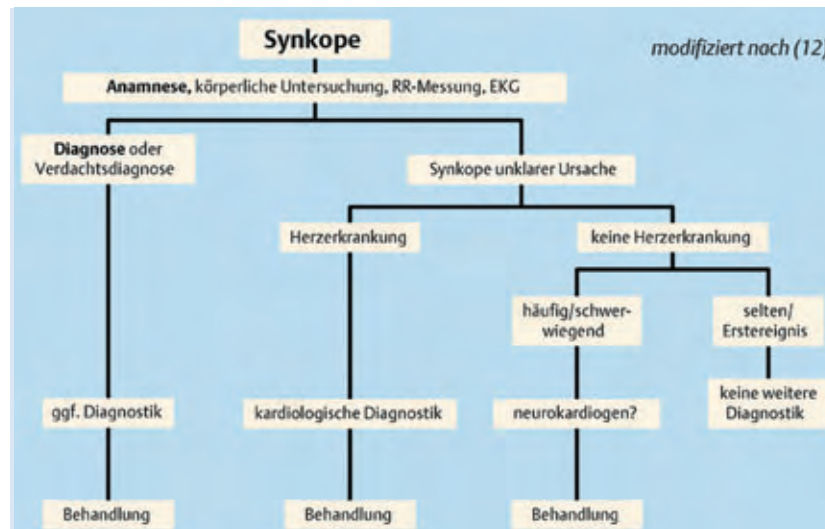 Synkope
modifiziert nach (12)
Anamnese, körperliche Untersuchung, RR-Messung, EKG
Diagnose oder
Verdachtsdiagnose
Synkope unklarer Ursache
Herzerkrankung
keine Herzerkrankung
häufig/schwer-
wiegend
selten/
Erstereignis
ggf. Diagnostik
kardiologische Diagnostik
neurokardiogen?
keine weitere
Diagnostik
Behandlung
Behandlung
Behandlung